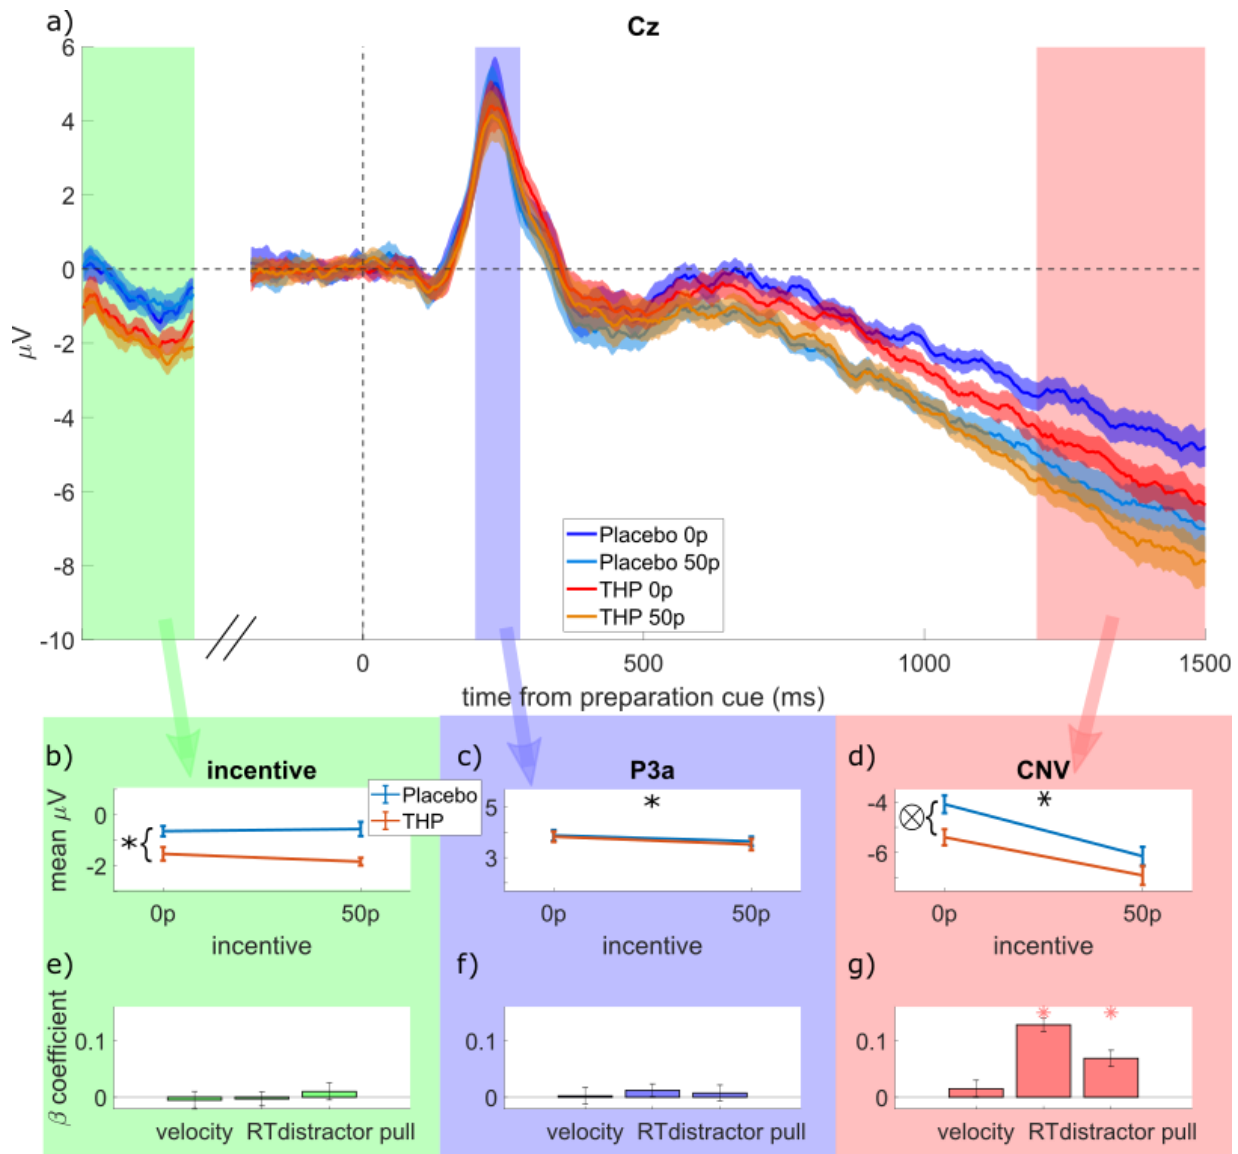 a)
Cz
6
4
2
0
-2
-4
-6
-8
-10
μV
Placebo 0p
Placebo 50p
THP 0p
THP 50p
0 500 1000 1500
time from preparation cue (ms)
b) incentive
mean μV
0
-2
*
Placebo
THP
0p 50p
incentive
c) P3a
5
3
*
0p 50p
incentive
d) CNV
-4
-6
*
0p 50p
incentive
e)
β coefficient
0.1
0
velocity RT distractor pull
f)
0.1
0
velocity RT distractor pull
g)
0.1
0
* *
velocity RT distractor pull